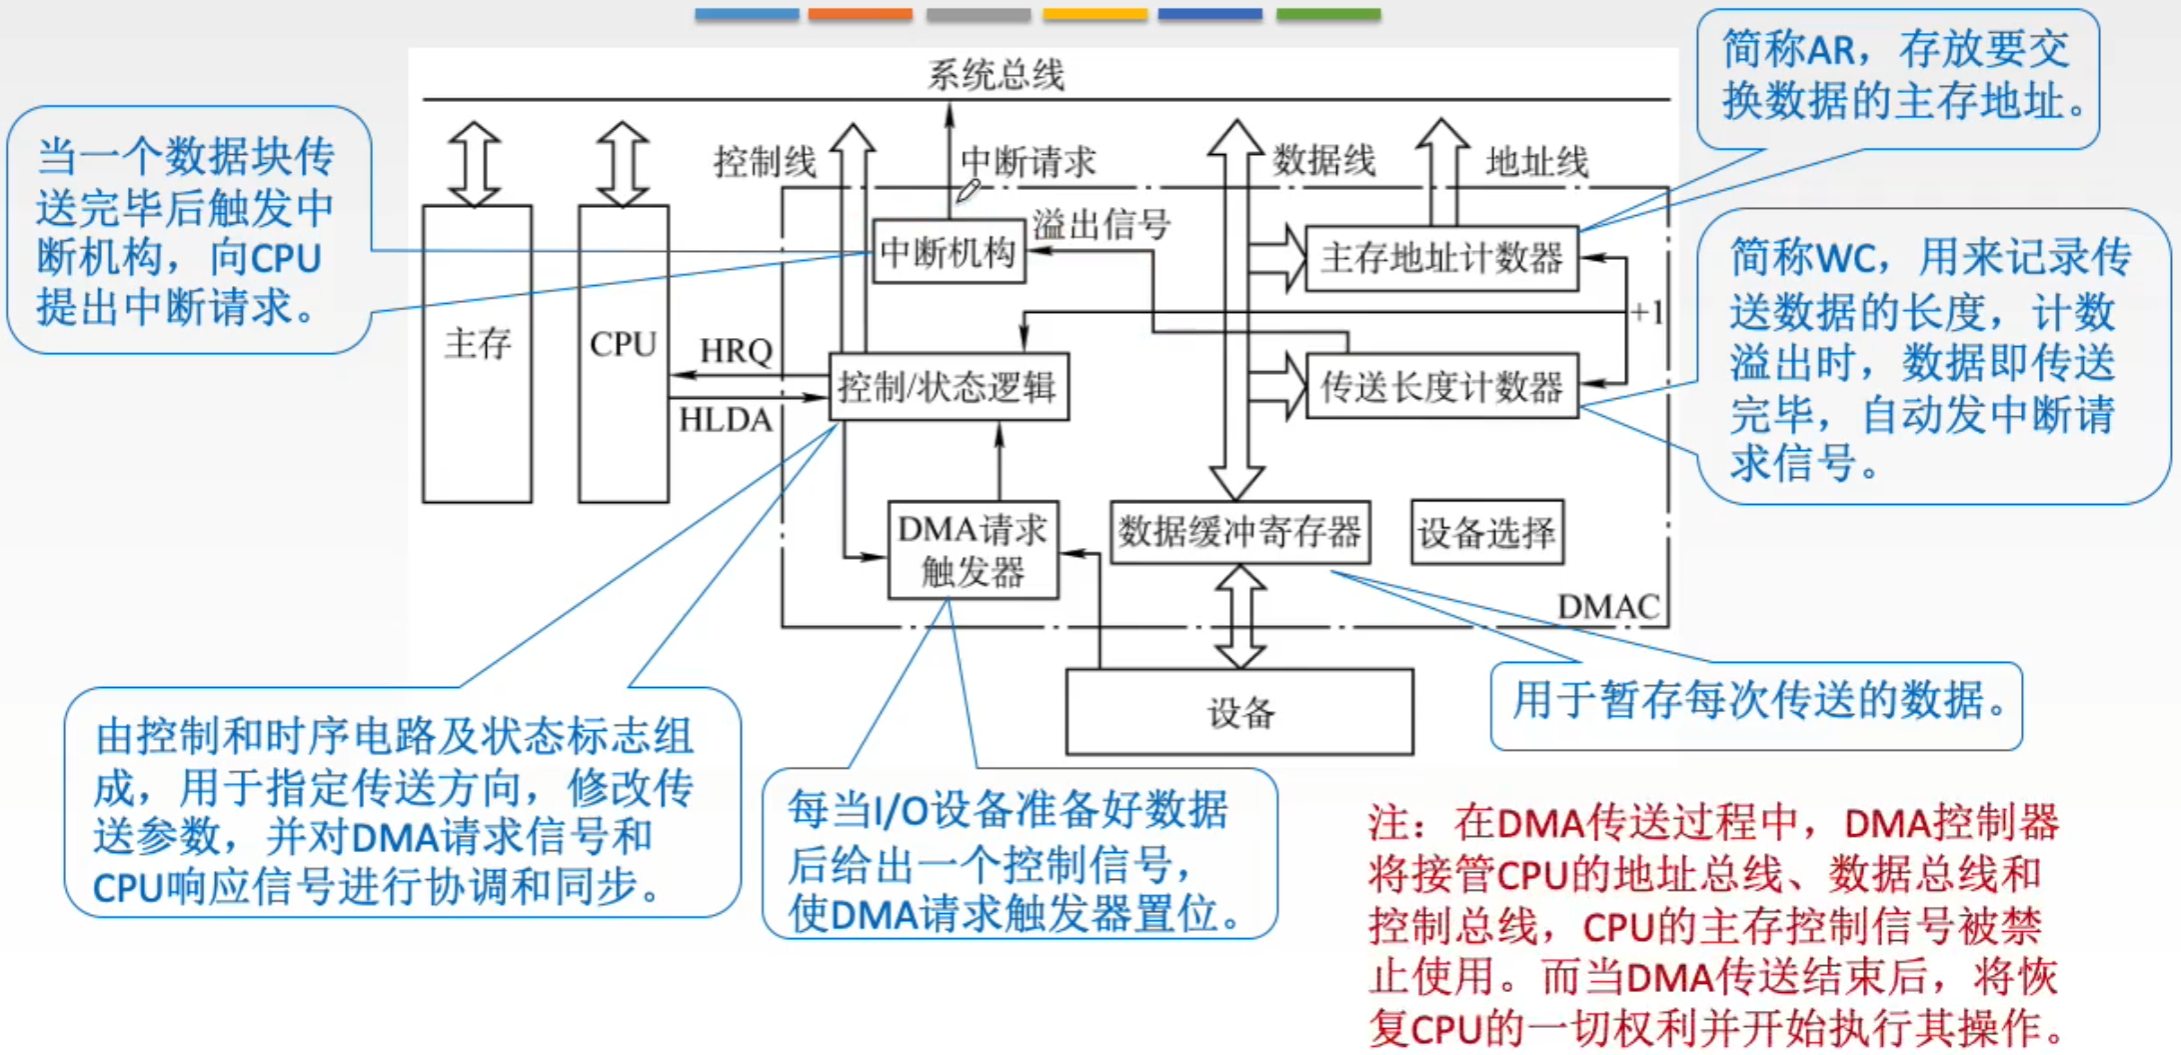 简称AR，存放要交
换数据的主存地址。
系统总线
当一个数据块传
送完毕后触发中
断机构，向CPU
提出中断请求。
控制线
中断请求
数据线
地址线
简称WC，用来记录传
送数据的长度，计数
溢出时，数据即传送
完毕，自动发中断请
求信号。
中断机构
溢出信号
主存地址计数器
+1
主存
CPU
HRQ
HLDA
控制/状态逻辑
传送长度计数器
DMA请求
触发器
数据缓冲寄存器
设备选择
DMAC
设备
用于暂存每次传送的数据。
由控制和时序电路及状态标志组
成，用于指定传送方向，修改传
送参数，并对DMA请求信号和
CPU响应信号进行协调和同步。
每当I/O设备准备好数据
后给出一个控制信号，
使DMA请求触发器置位。
注：在DMA传送过程中，DMA控制器
将接管CPU的地址总线、数据总线和
控制总线，CPU的主存控制信号被禁
止使用。而当DMA传送结束后，将恢
复CPU的一切权利并开始执行其操作。